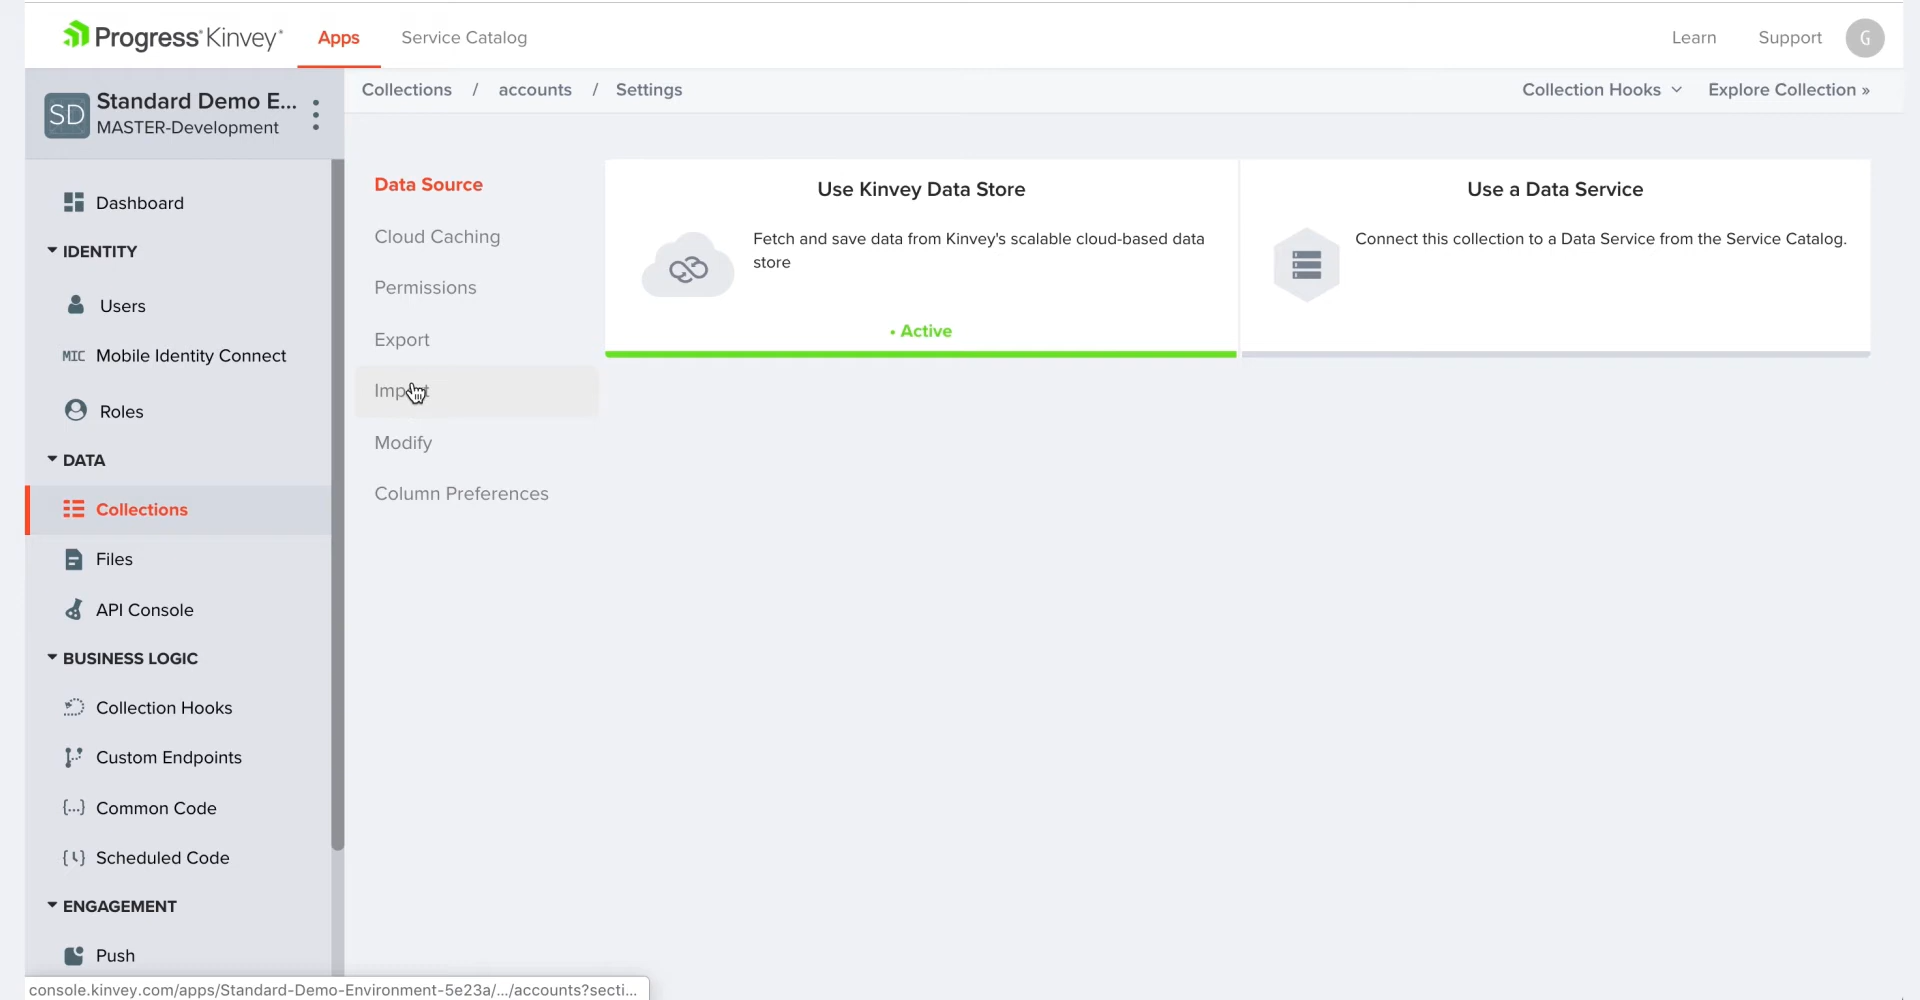 Progress Kinvey
Apps
Service Catalog
Learn
Support
G
SD
Standard Demo E...
MASTER-Development
Collections / accounts / Settings
Collection Hooks
Explore Collection »
Dashboard
IDENTITY
Users
MIC Mobile Identity Connect
Roles
DATA
Collections
Files
API Console
BUSINESS LOGIC
Collection Hooks
Custom Endpoints
{...} Common Code
Scheduled Code
ENGAGEMENT
Push
Data Source
Cloud Caching
Permissions
Export
Import
Modify
Column Preferences
Use Kinvey Data Store
Fetch and save data from Kinvey's scalable cloud-based data
store
• Active
Use a Data Service
Connect this collection to a Data Service from the Service Catalog.
console.kinvey.com/apps/Standard-Demo-Environment-5e23a/.../accounts?secti...